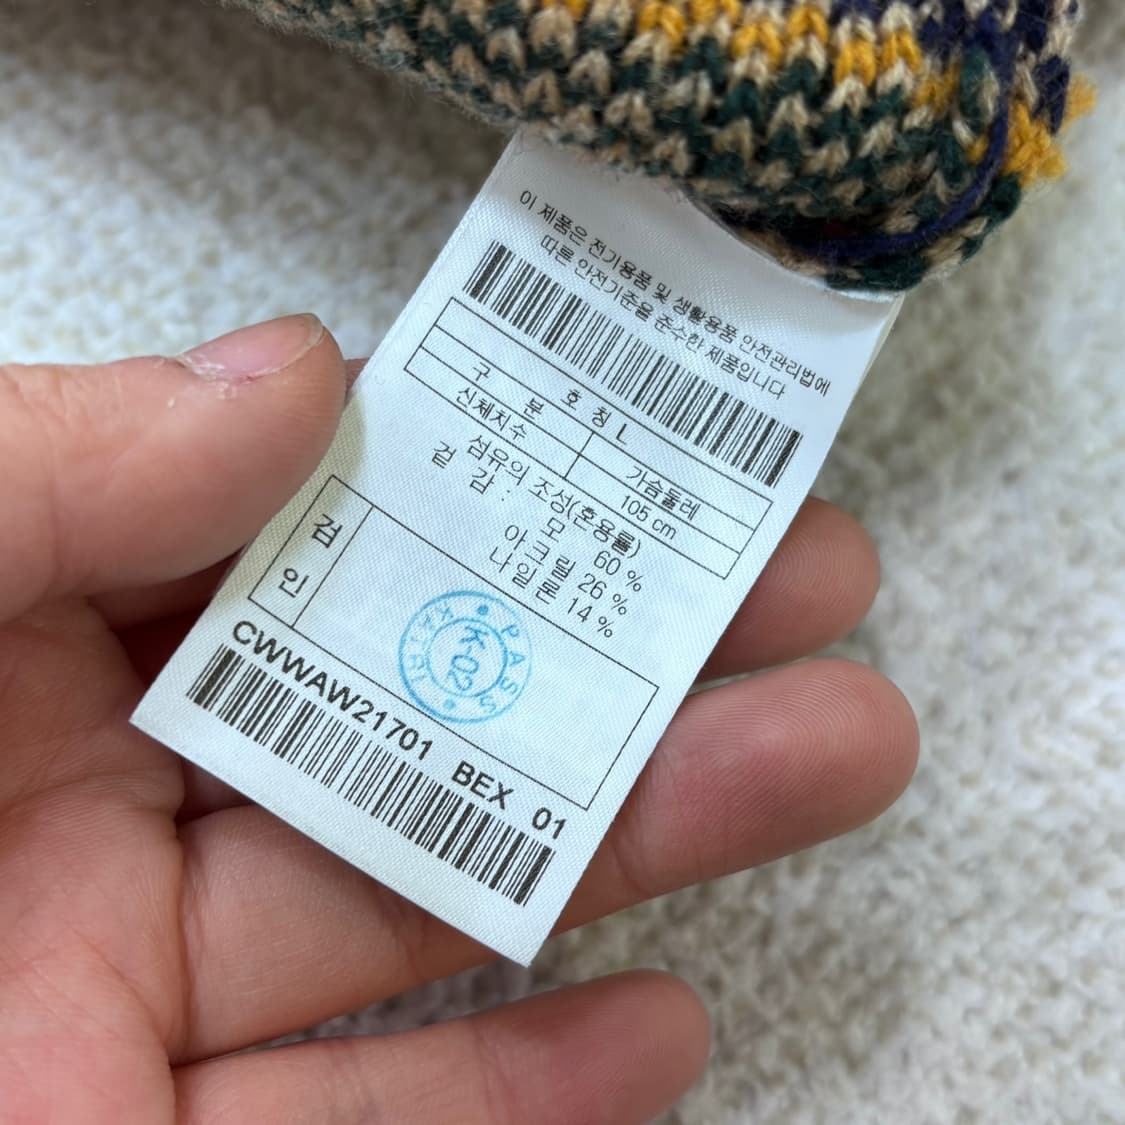 이 제품은 전기용품 및 생활용품 안전관리법에
따른 안전기준을 준수한 제품입니다
호 칭 L
구 분 가슴둘레
신체치수 105 cm
섬유의 조성(혼용률)
겉 감 : 모 60 %
아크릴 26 %
나일론 14 %
검
인
PASS
K-02
KATRI
CWWAW21701 BEX 01